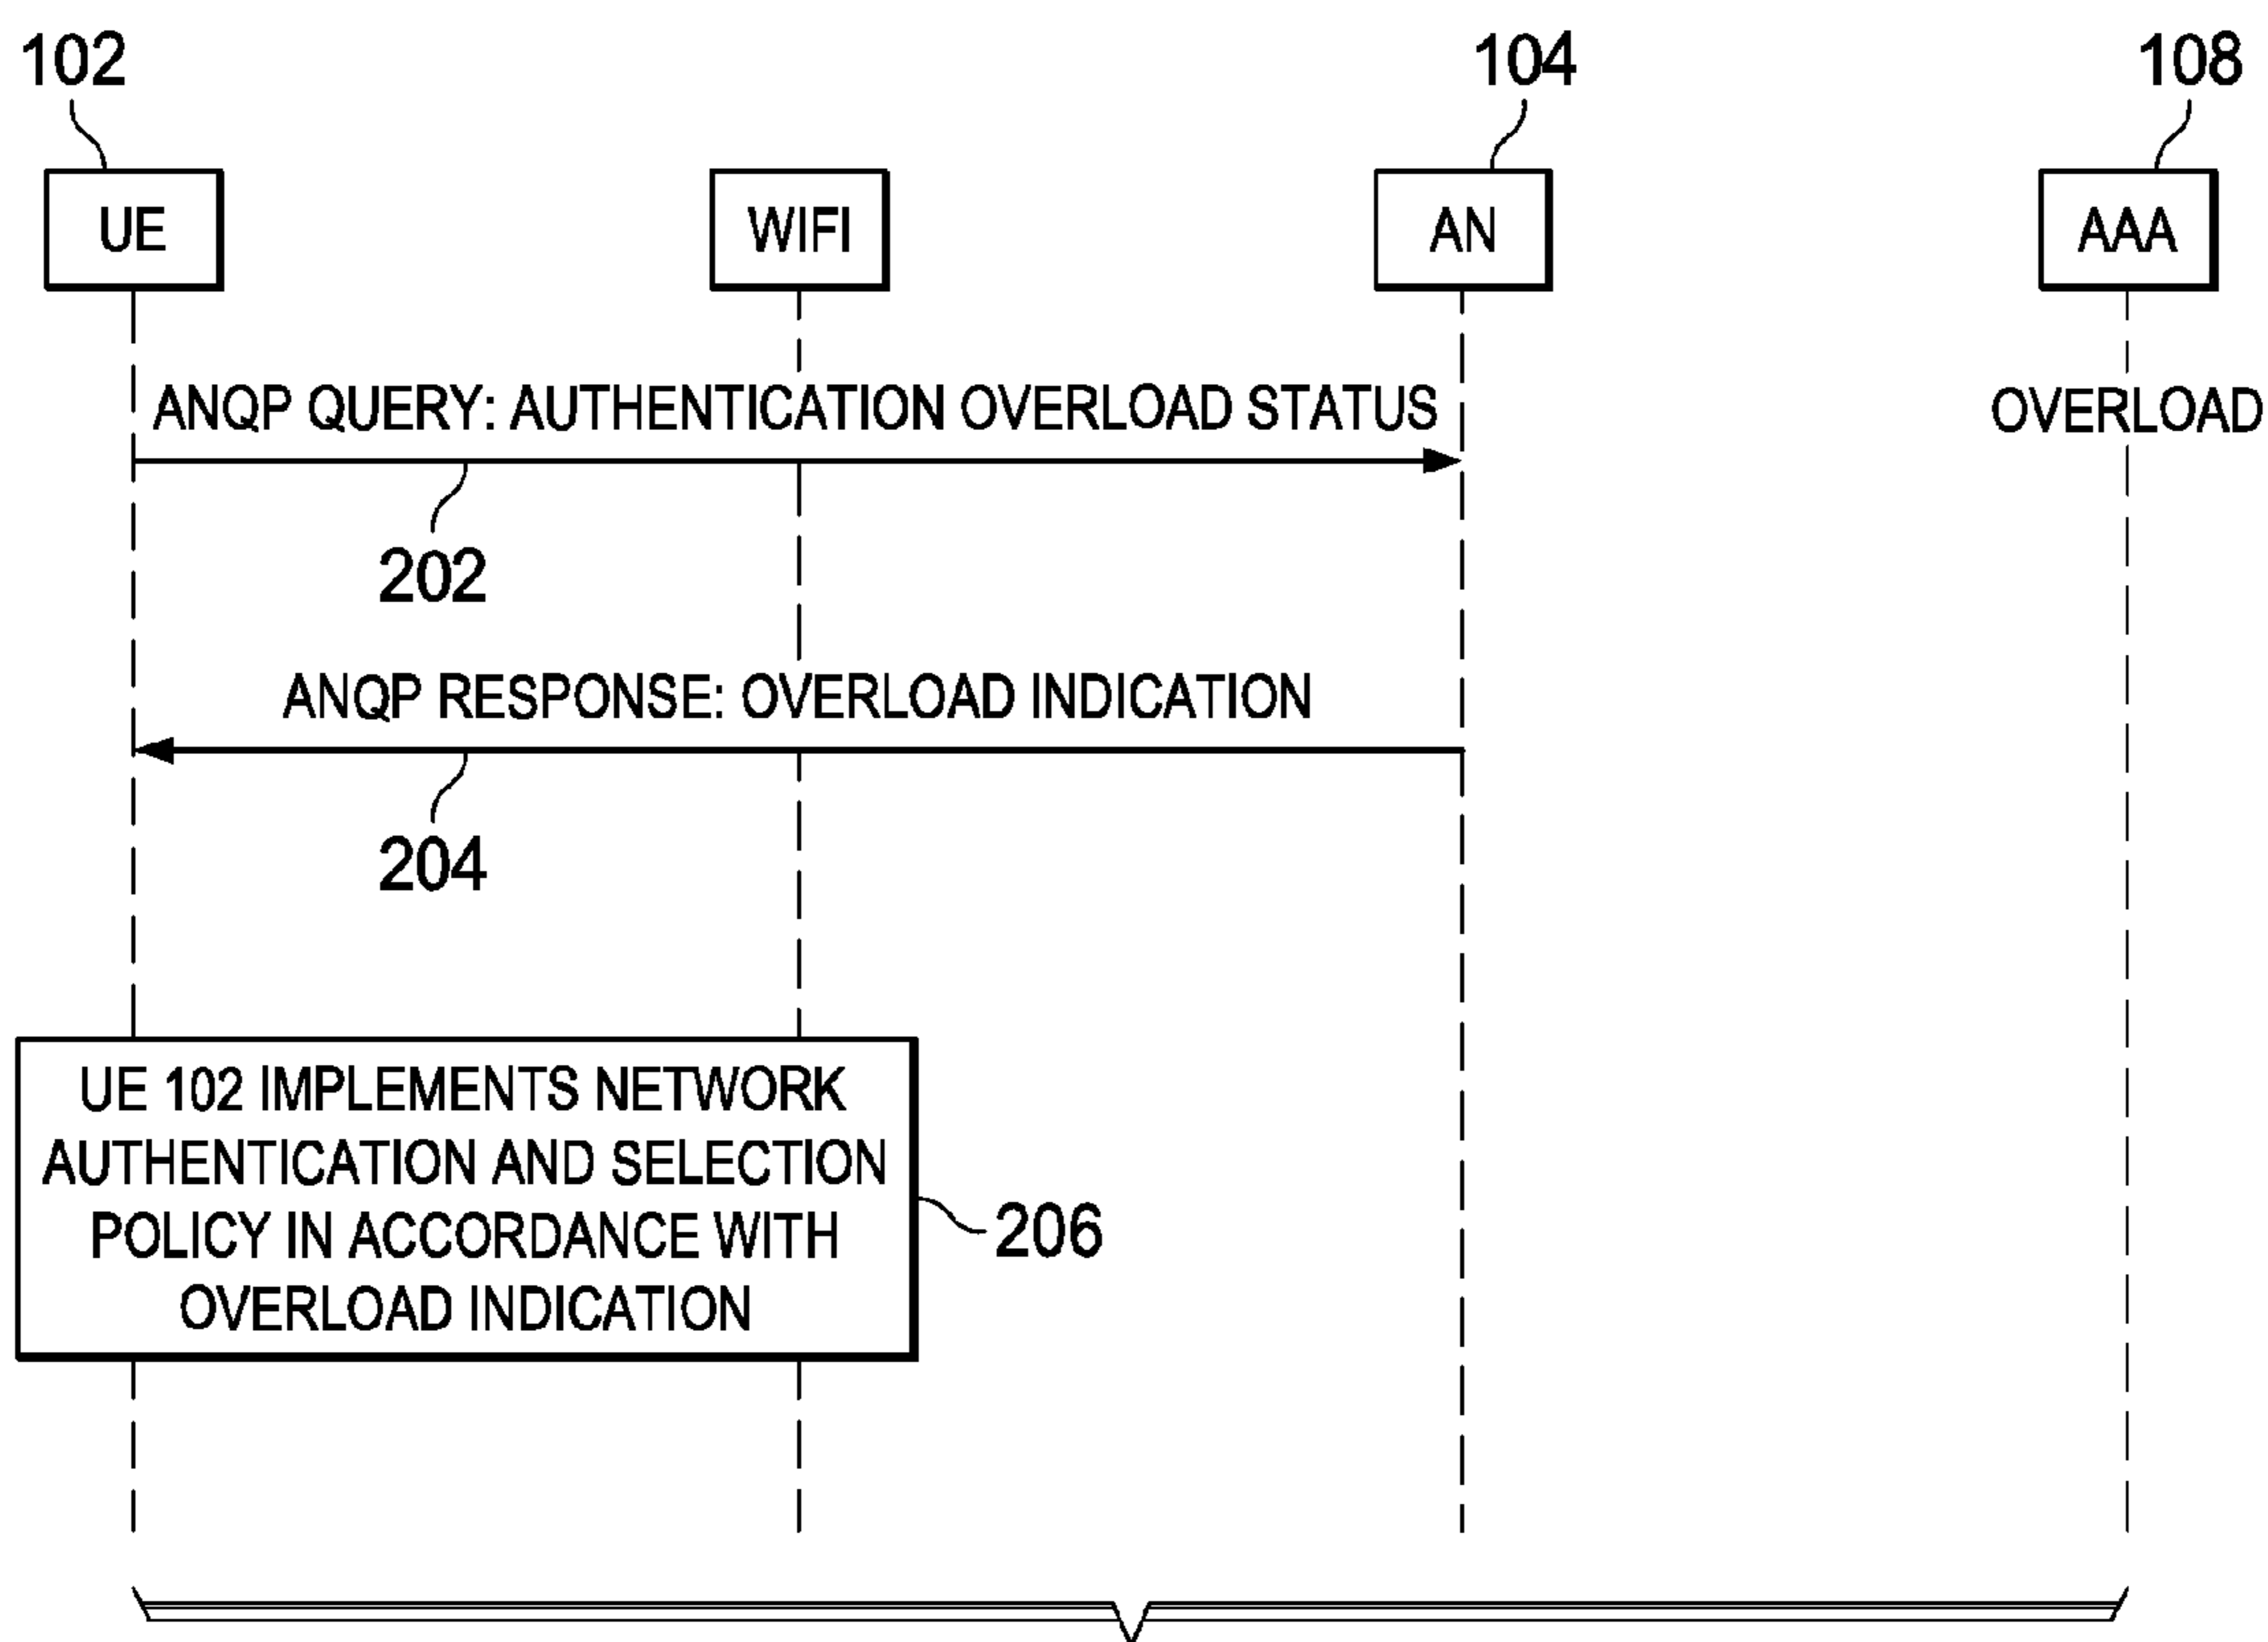 102
104
108
UE
WIFI
AN
AAA
ANQP QUERY: AUTHENTICATION OVERLOAD STATUS
OVERLOAD
202
ANQP RESPONSE: OVERLOAD INDICATION
204
UE 102 IMPLEMENTS NETWORK
AUTHENTICATION AND SELECTION
POLICY IN ACCORDANCE WITH
OVERLOAD INDICATION
206